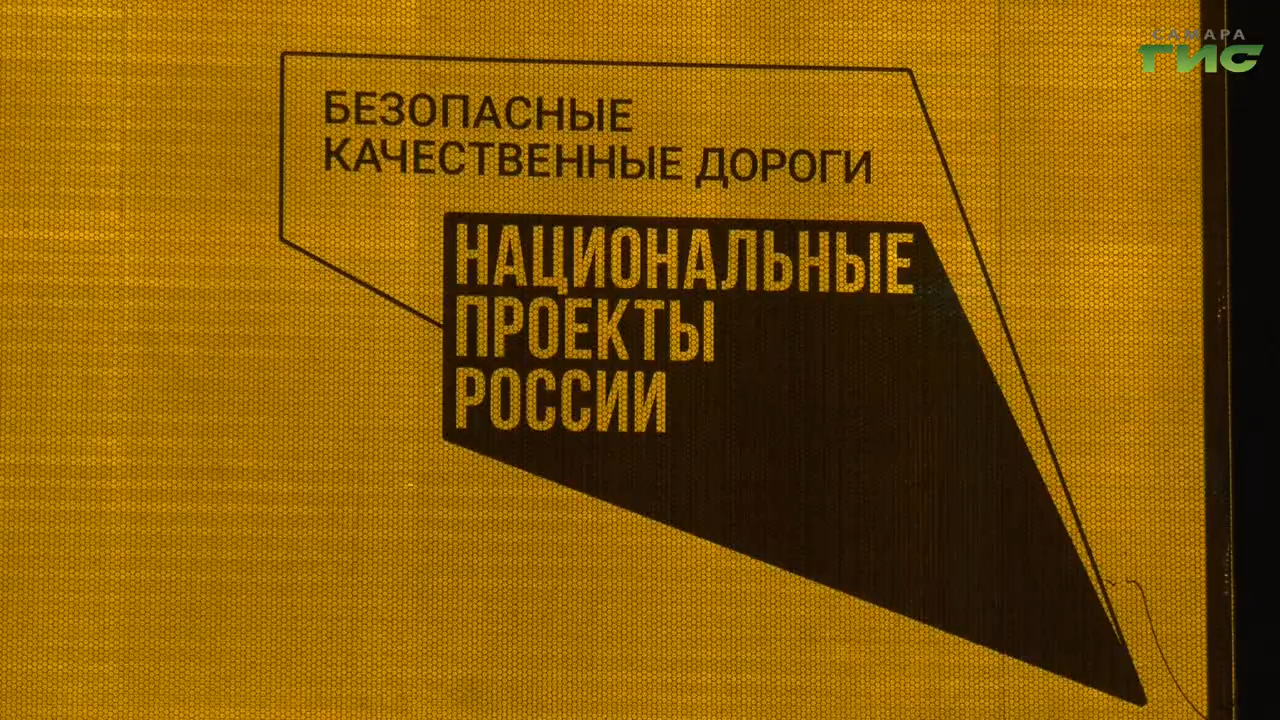 САМАРА
ГИС
БЕЗОПАСНЫЕ
КАЧЕСТВЕННЫЕ ДОРОГИ
НАЦИОНАЛЬНЫЕ
ПРОЕКТЫ
РОССИИ